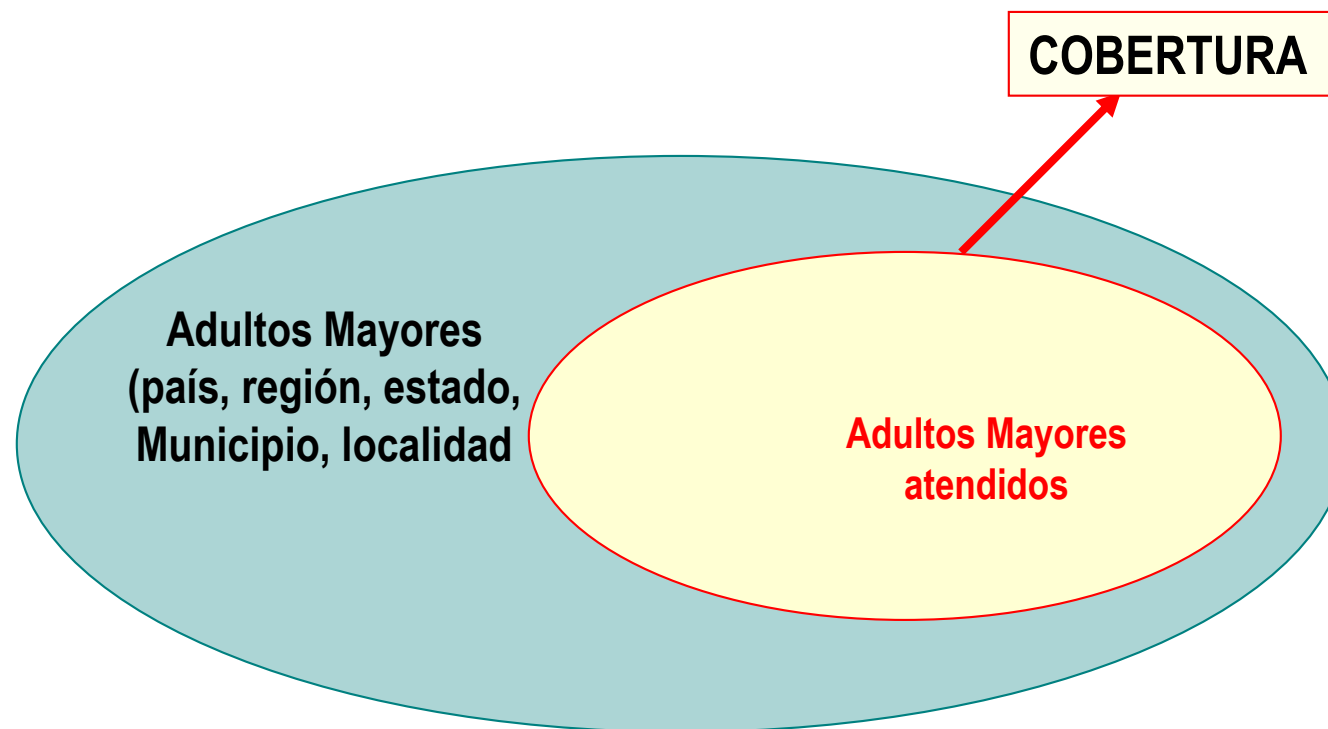 COBERTURA
Adultos Mayores
(país, región, estado,
Municipio, localidad
Adultos Mayores
atendidos